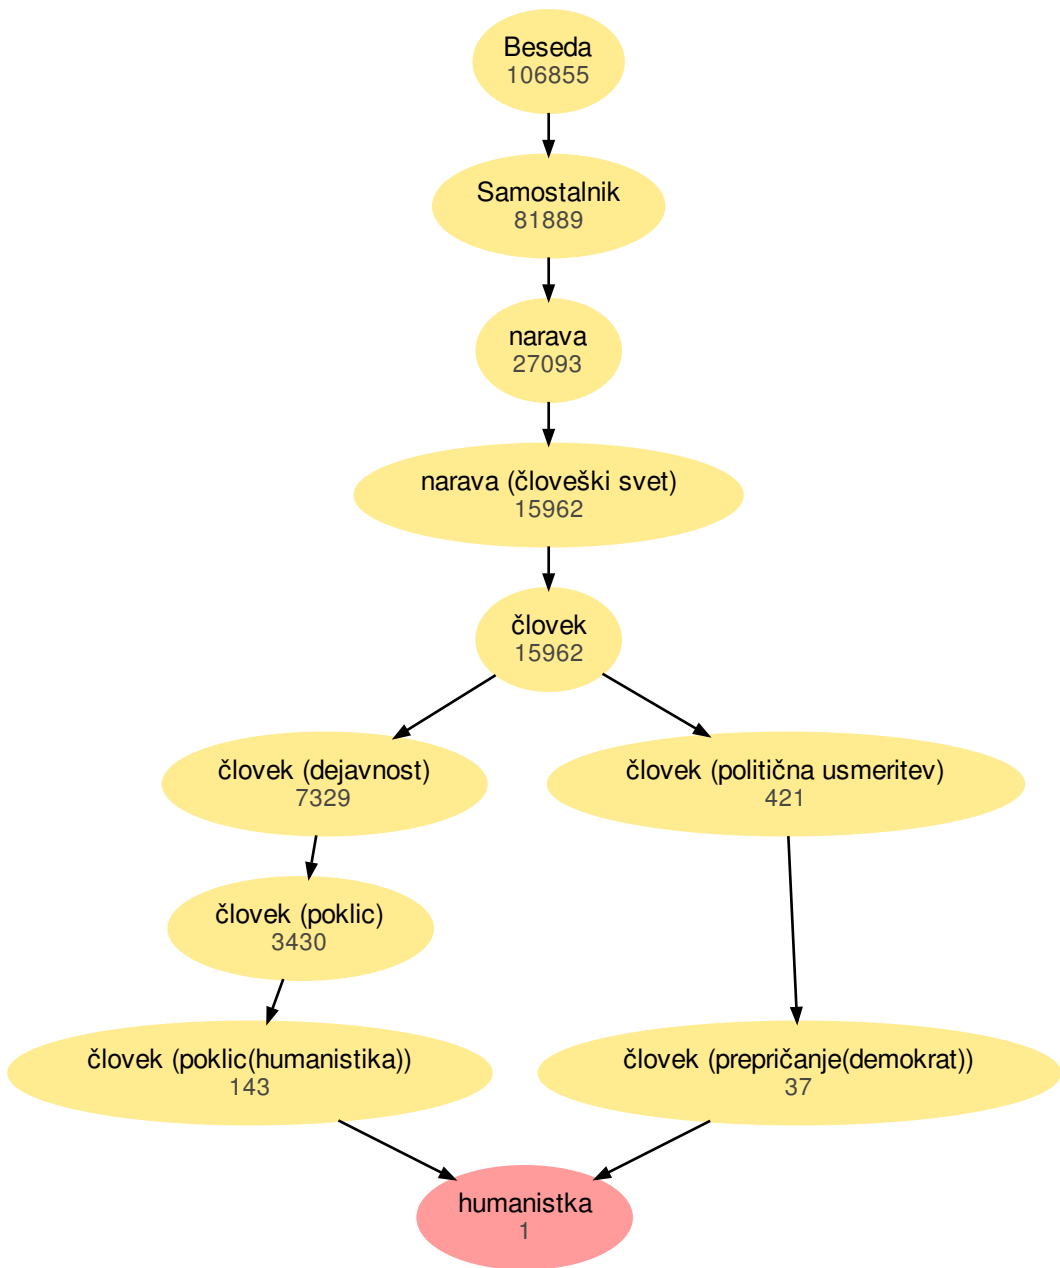 Beseda
106855
Samostalnik
81889
narava
27093
narava (človeški svet)
15962
človek
15962
človek (dejavnost)
7329
človek (politična usmeritev)
421
človek (poklic)
3430
človek (poklic(humanistika))
143
človek (prepričanje(demokrat))
37
humanistka
1